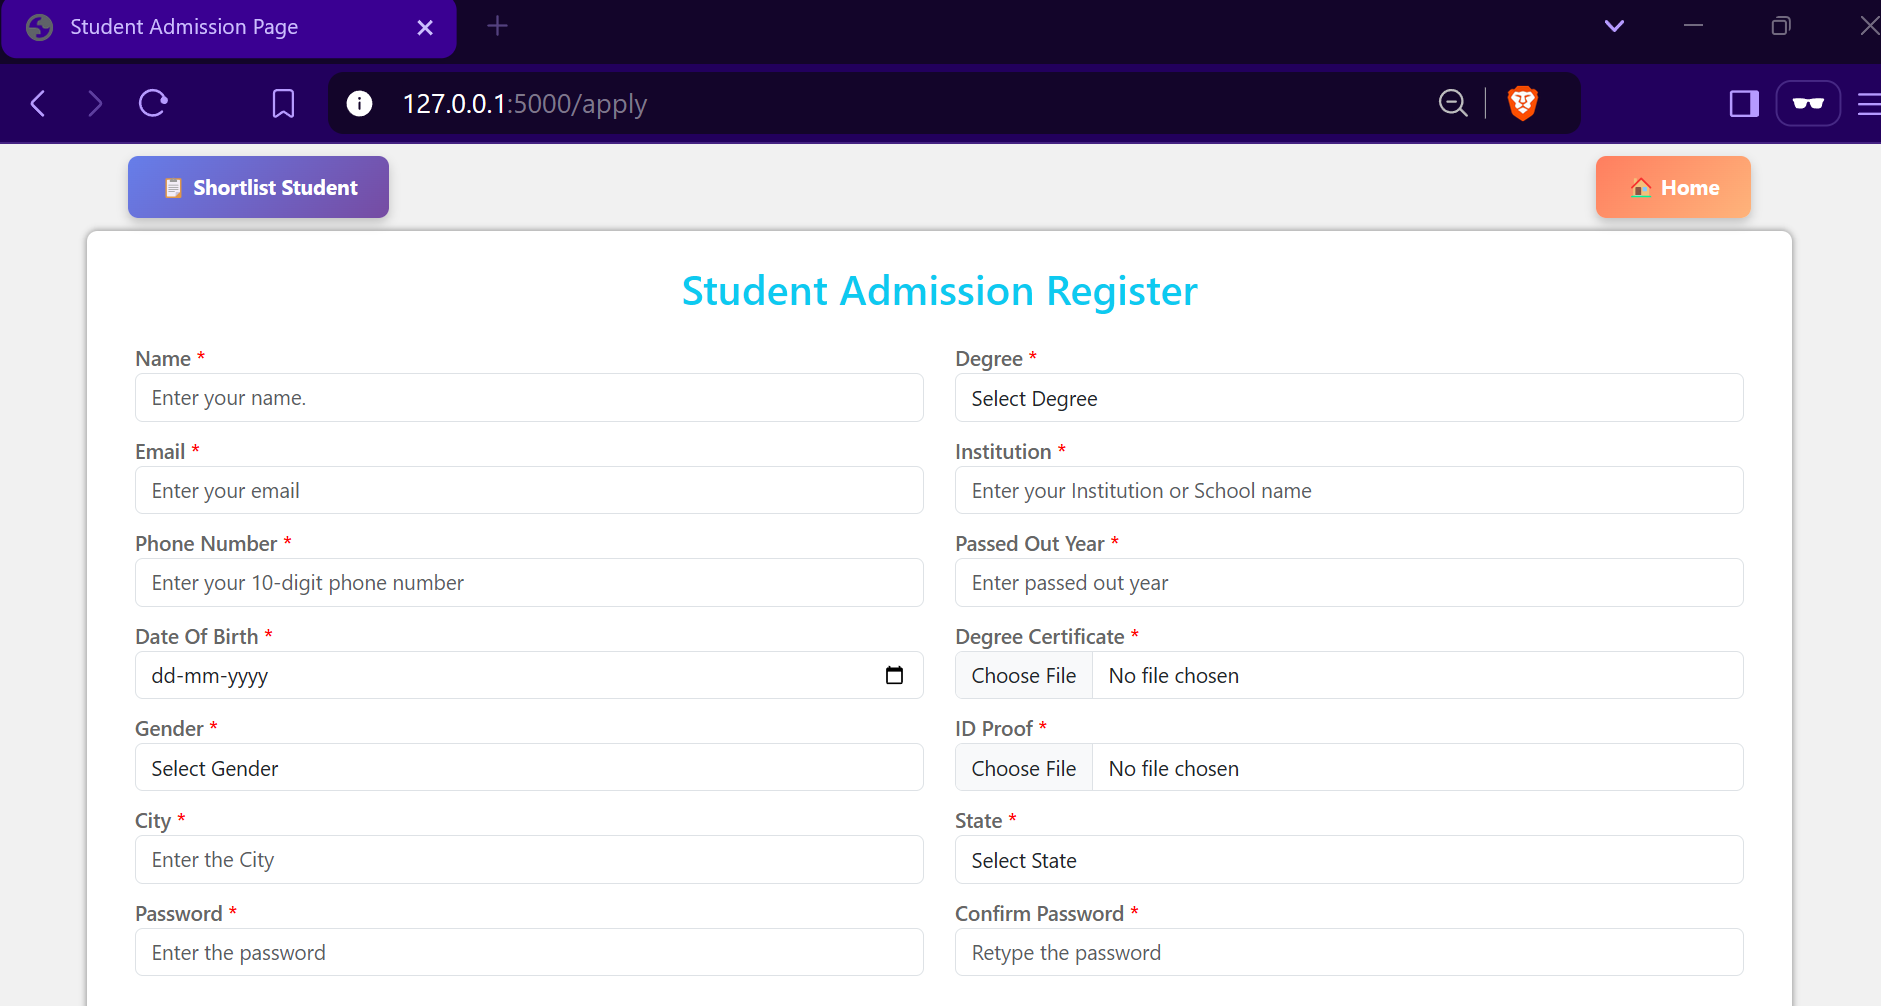 Student Admission Page
127.0.0.1:5000/apply
Shortlist Student
Home
Student Admission Register
Name *
Degree *
Enter your name.
Select Degree
Email *
Institution *
Enter your email
Enter your Institution or School name
Phone Number *
Passed Out Year *
Enter your 10-digit phone number
Enter passed out year
Date Of Birth *
Degree Certificate *
dd-mm-yyyy
Choose File No file chosen
Gender *
ID Proof *
Select Gender
Choose File No file chosen
City *
State *
Enter the City
Select State
Password *
Confirm Password *
Enter the password
Retype the password